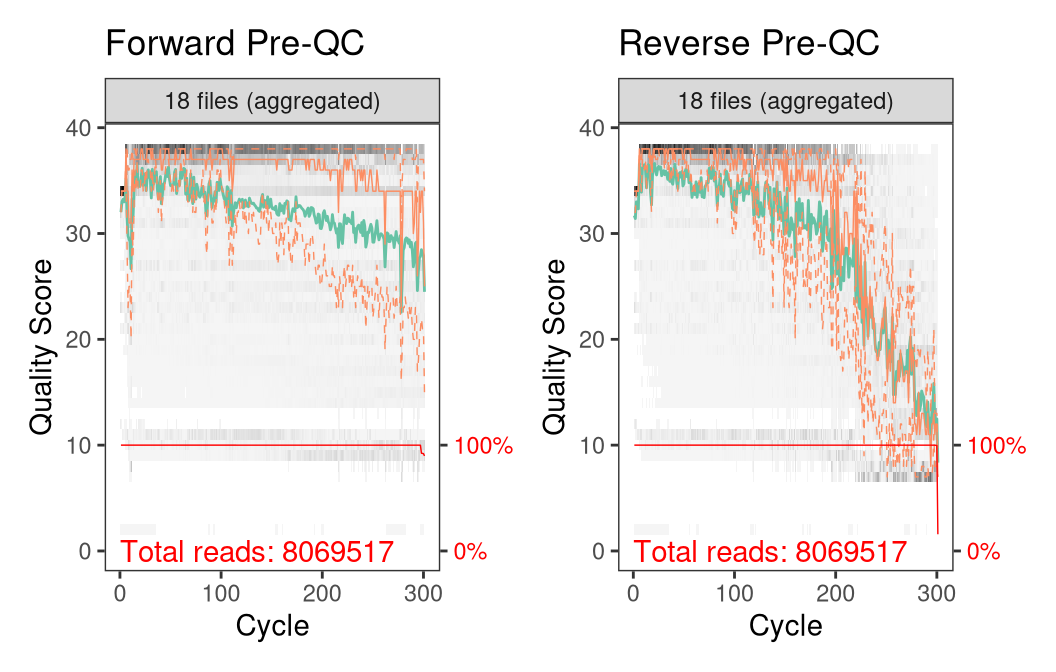 Forward Pre-QC
18 files (aggregated)
Quality Score
40
30
20
10
0
100%
0%
Total reads: 8069517
0 100 200 300
Cycle
Reverse Pre-QC
18 files (aggregated)
Quality Score
40
30
20
10
0
100%
0%
Total reads: 8069517
0 100 200 300
Cycle